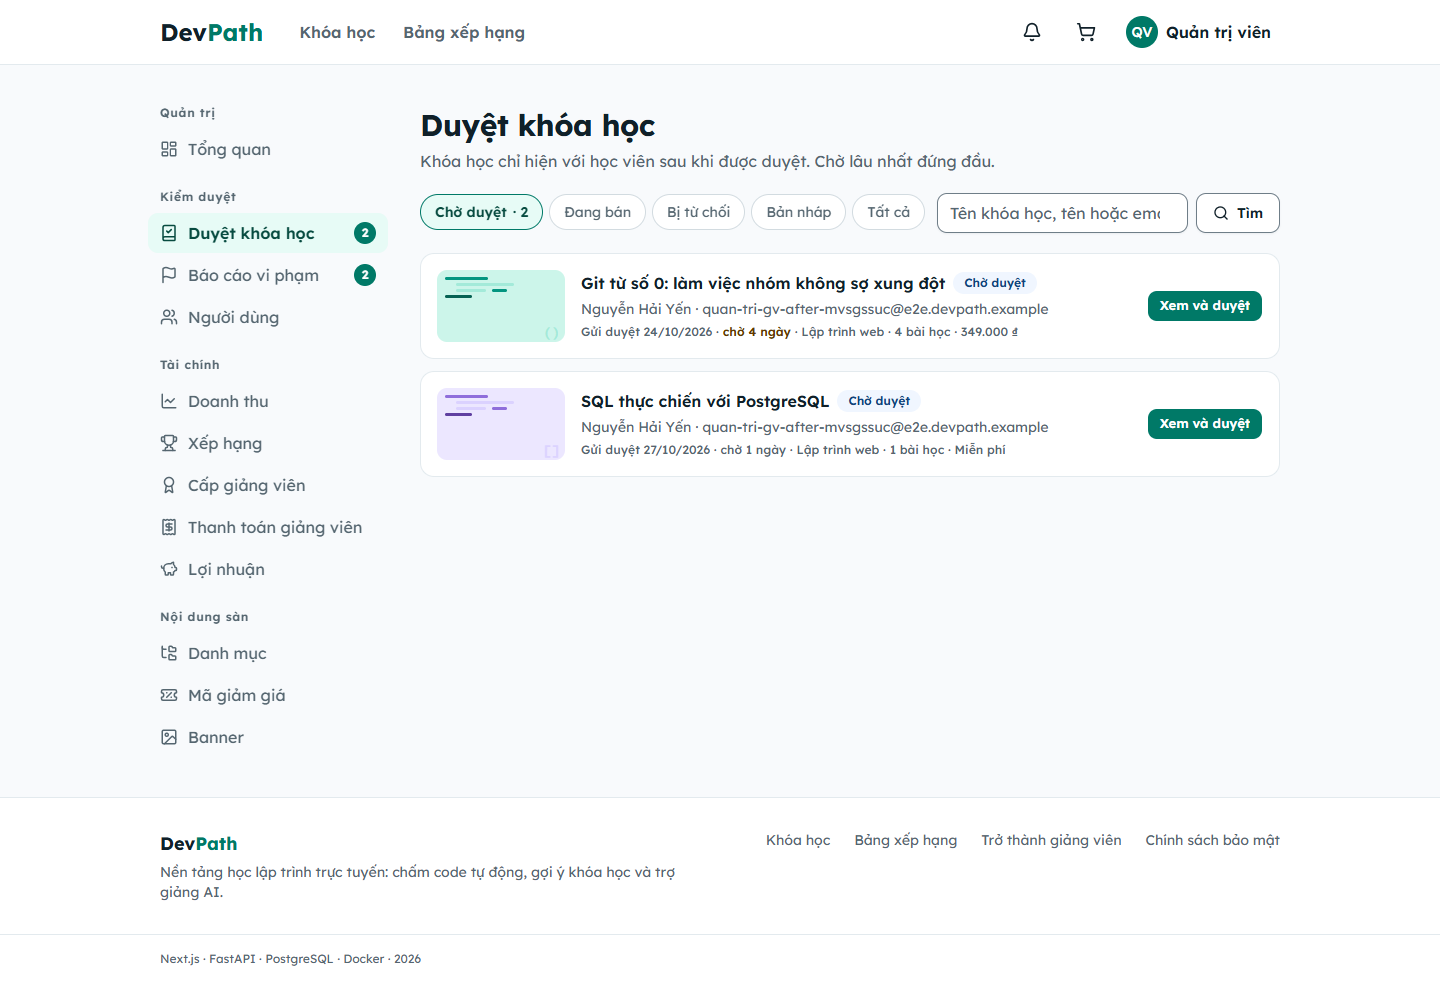 DevPath
Khóa học
Bảng xếp hạng
QV
Quản trị viên
Quản trị
Tổng quan
Kiểm duyệt
Duyệt khóa học
2
Báo cáo vi phạm
2
Người dùng
Tài chính
Doanh thu
Xếp hạng
Cấp giảng viên
Thanh toán giảng viên
Lợi nhuận
Nội dung sàn
Danh mục
Mã giảm giá
Banner
Duyệt khóa học
Khóa học chỉ hiện với học viên sau khi được duyệt. Chờ lâu nhất đứng đầu.
Chờ duyệt · 2
Đang bán
Bị từ chối
Bản nháp
Tất cả
Tên khóa học, tên hoặc
Tìm
Git từ số 0: làm việc nhóm không sợ xung đột
Chờ duyệt
Nguyễn Hải Yến · quan-tri-gv-after-mvsgssuc@e2e.devpath.example
Gửi duyệt 24/10/2026 · chờ 4 ngày · Lập trình web · 4 bài học · 349.000 ₫
Xem và duyệt
SQL thực chiến với PostgreSQL
Chờ duyệt
Nguyễn Hải Yến · quan-tri-gv-after-mvsgssuc@e2e.devpath.example
Gửi duyệt 27/10/2026 · chờ 1 ngày · Lập trình web · 1 bài học · Miễn phí
Xem và duyệt
DevPath
Nền tảng học lập trình trực tuyến: chấm code tự động, gợi ý khóa học và trợ
giảng AI.
Khóa học
Bảng xếp hạng
Trở thành giảng viên
Chính sách bảo mật
Next.js · FastAPI · PostgreSQL · Docker · 2026